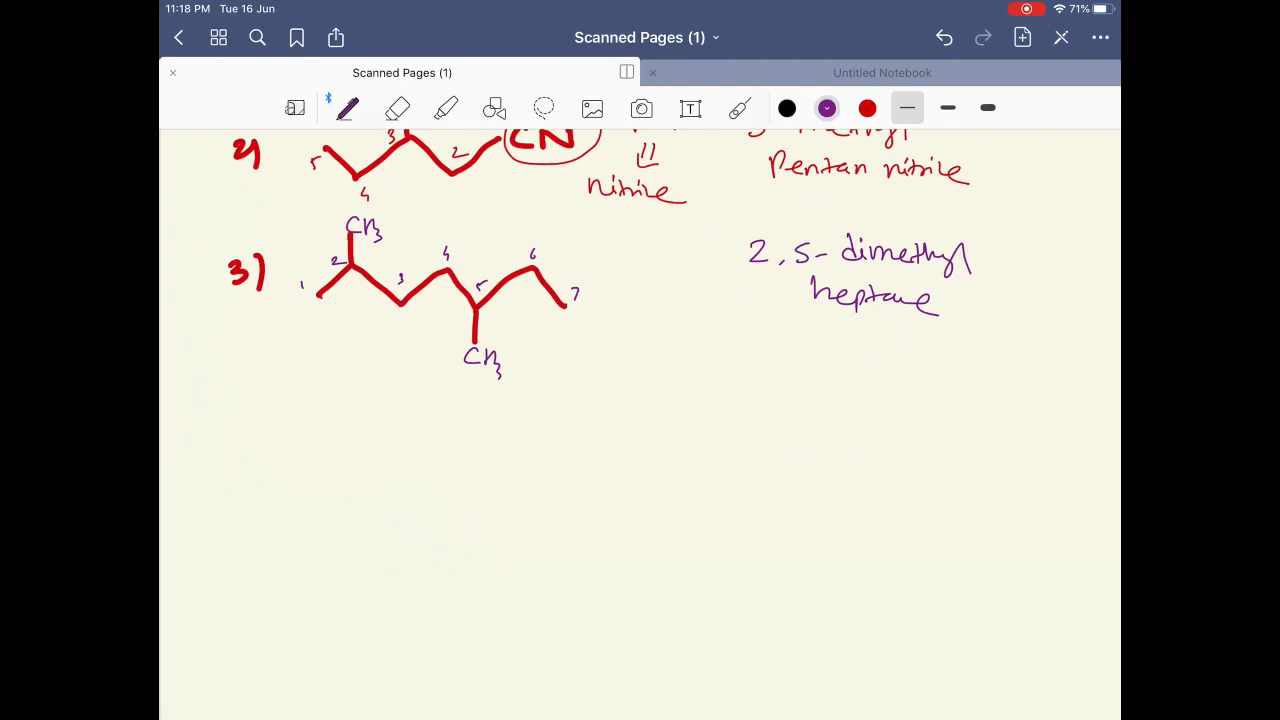 11:18 PM Tue 16 Jun
71%
Scanned Pages (1)
Scanned Pages (1)
Untitled Notebook
T
2)
5
4
3
2
CN
nitrile
Pentan nitrile
3)
1
2
CH3
3
4
5
CH3
6
7
2,5-dimethyl
heptane